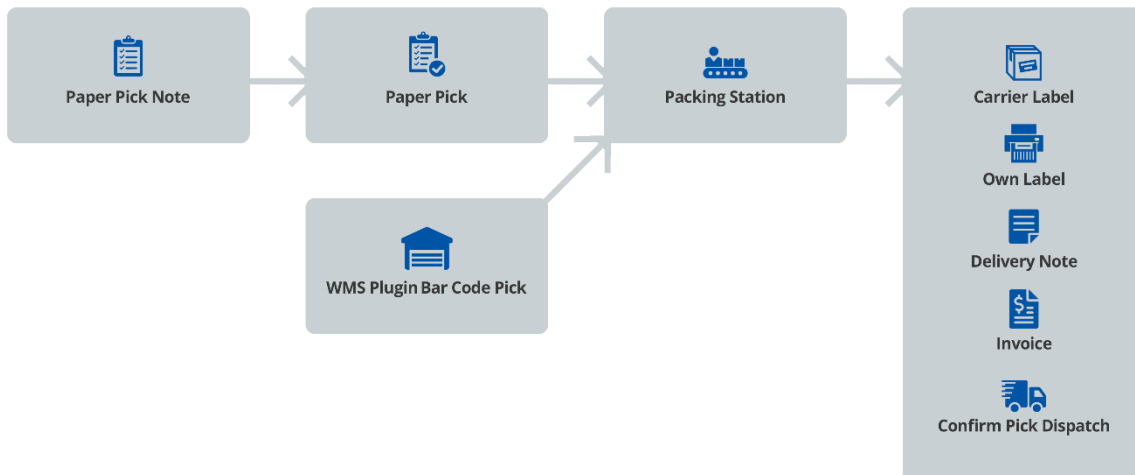 Paper Pick Note
Paper Pick
Packing Station
WMS Plugin Bar Code Pick
Carrier Label
Own Label
Delivery Note
Invoice
Confirm Pick Dispatch